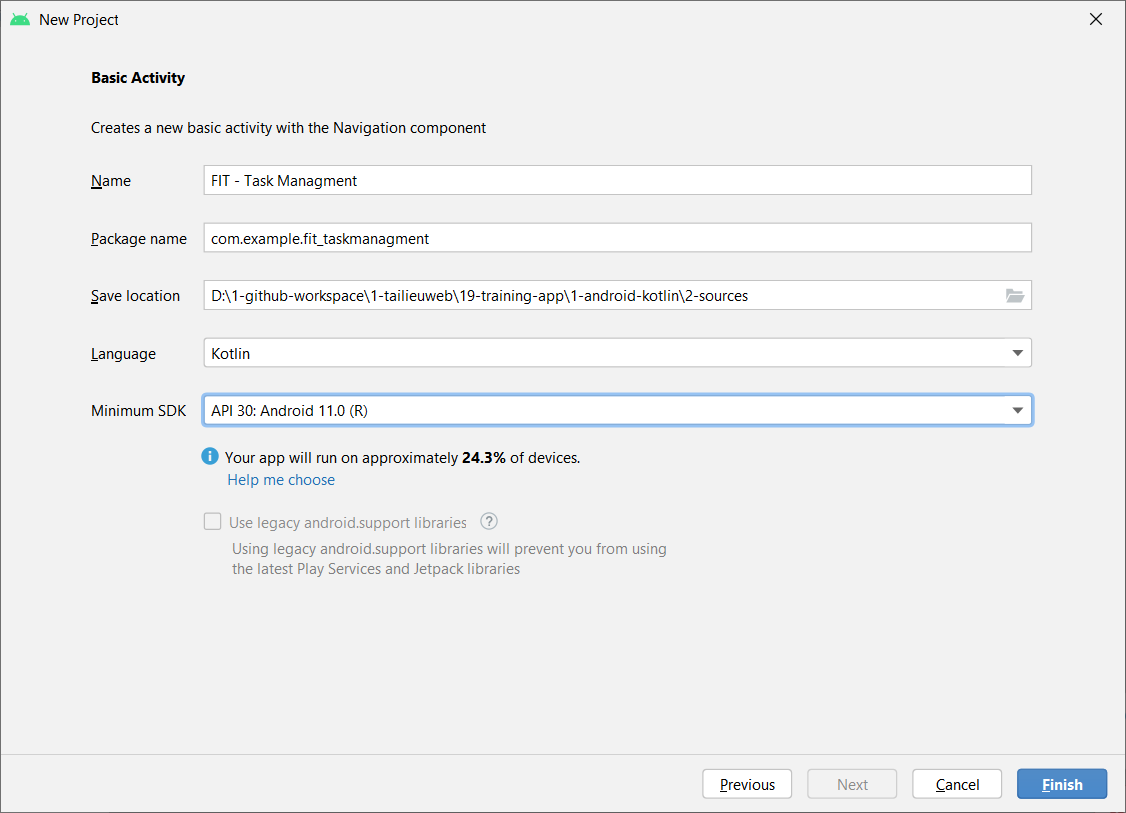 New Project
Basic Activity
Creates a new basic activity with the Navigation component
Name FIT - Task Managment
Package name com.example.fit_taskmanagment
Save location D:\1-github-workspace\1-tailieuweb\19-training-app\1-android-kotlin\2-sources
Language Kotlin
Minimum SDK API 30: Android 11.0 (R)
i Your app will run on approximately 24.3% of devices.
Help me choose
Use legacy android.support libraries ?
Using legacy android.support libraries will prevent you from using
the latest Play Services and Jetpack libraries
Previous Next Cancel Finish